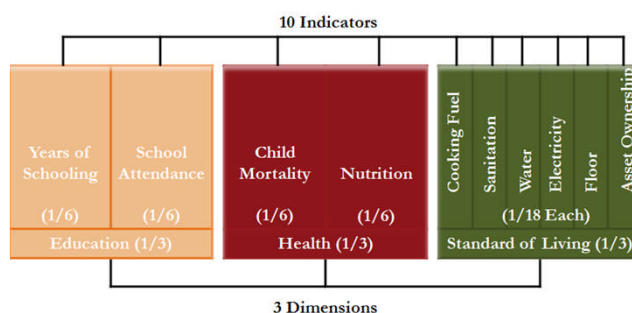 10 Indicators
Years of
Schooling
(1/6)
School
Attendance
(1/6)
Education (1/3)
Child
Mortality
(1/6)
Nutrition
(1/6)
Health (1/3)
Cooking Fuel
Sanitation
Water
Electricity
Floor
Asset Ownership
(1/18 Each)
Standard of Living (1/3)
3 Dimensions